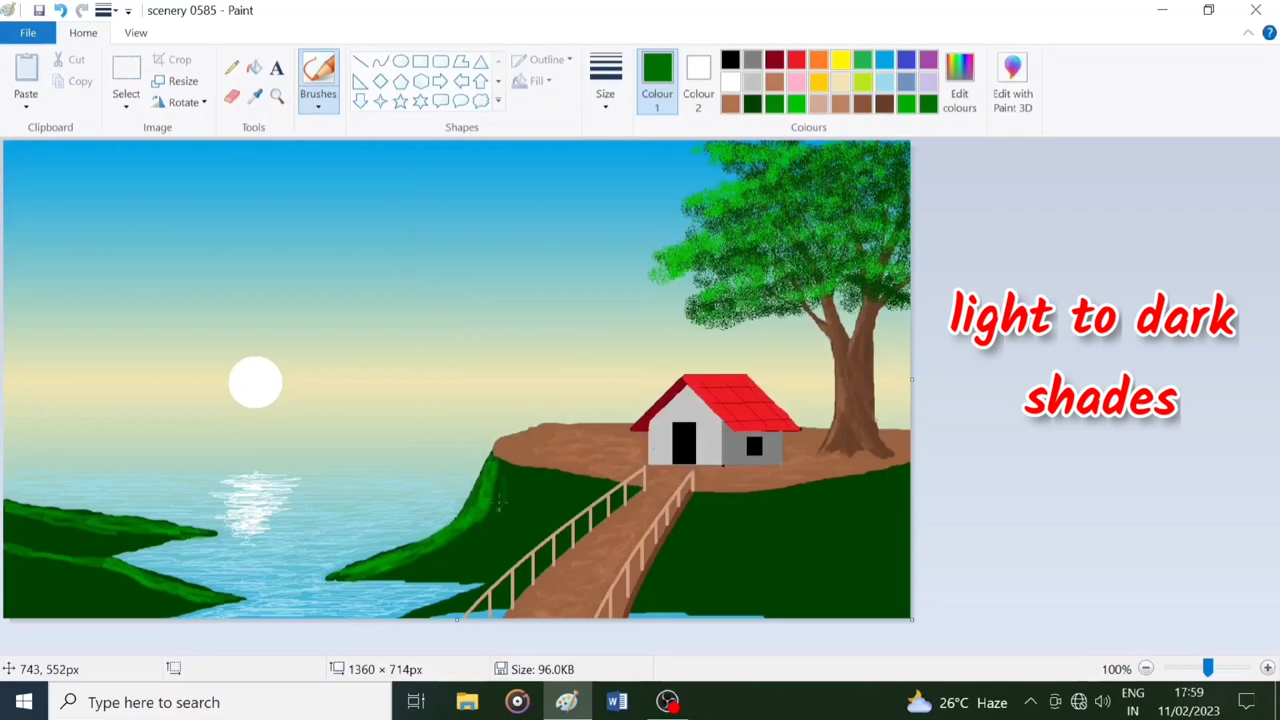 scenery 0585 - Paint
File Home View
Paste
Cut
Copy
Clipboard
Select
Crop
Resize
Rotate
Image
Tools
Brushes
Shapes
Outline
Fill
Size
Colour
1
Colour
2
Edit
colours
Edit with
Paint 3D
Colours
light to dark
shades
743, 552px
1360 × 714px
Size: 96.0KB
100%
Type here to search
26°C Haze
ENG
IN
17:59
11/02/2023